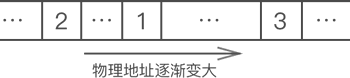 … 2 … 1 … 3 …
物理地址逐渐变大